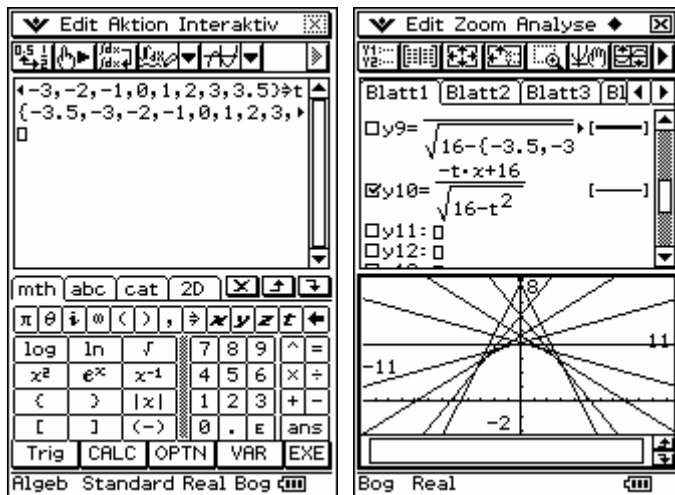 Edit Aktion Interaktiv
-3,-2,-1,0,1,2,3,3.5}⇒t
{-3.5,-3,-2,-1,0,1,2,3,
mth abc cat 2D
π θ i ∞ ( ) , ⇒ x y z t
log ln √ 7 8 9 ^ =
x² eˣ x⁻¹ 4 5 6 × ÷
{ } |x| 1 2 3 + -
[ ] (-) 0 . E ans
Trig CALC OPTN VAR EXE
Algeb Standard Real Bog
Edit Zoom Analyse
Blatt1 Blatt2 Blatt3 Bl
y9= √16-{-3.5,-3 [—]
-t·x+16
y10= [—]
√16-t²
y11:
y12:
8
11
-11
-2
Bog Real